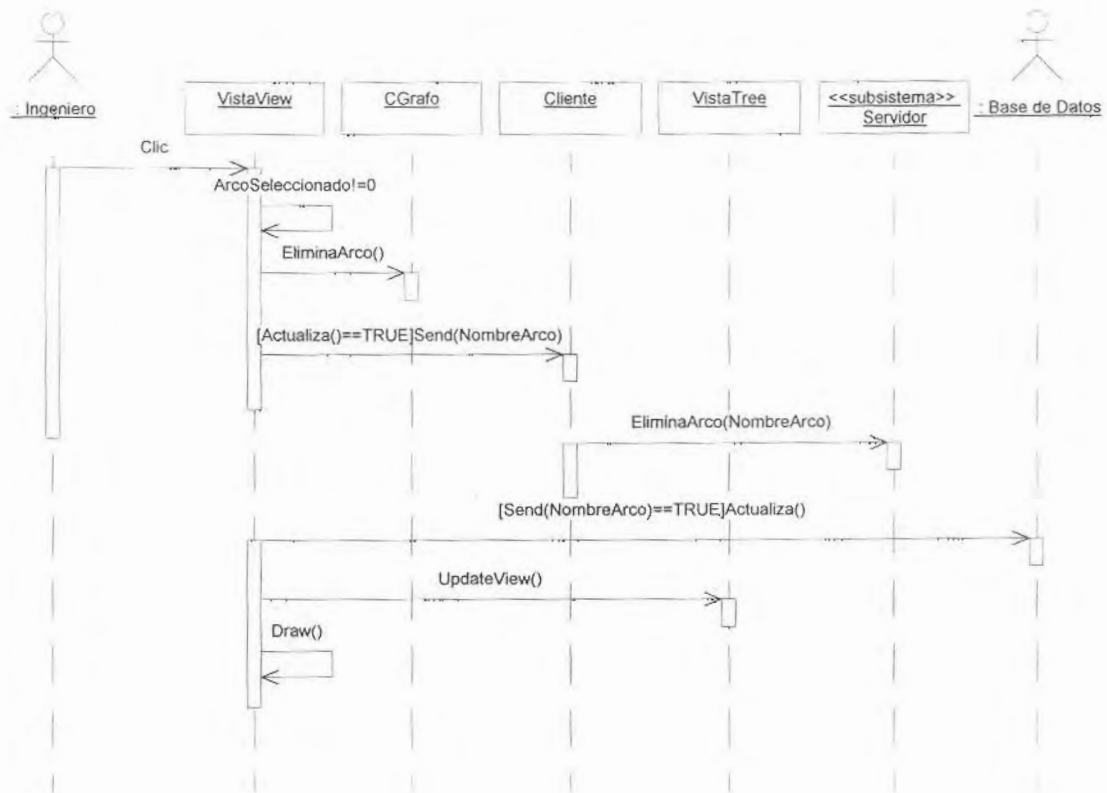 : Ingeniero
VistaView
CGrafo
Cliente
VistaTree
<<subsistema>>
Servidor
: Base de Datos
Clic
ArcoSeleccionado!=0
EliminaArco()
[Actualiza()==TRUE]Send(NombreArco)
EliminaArco(NombreArco)
[Send(NombreArco)==TRUE]Actualiza()
UpdateView()
Draw()